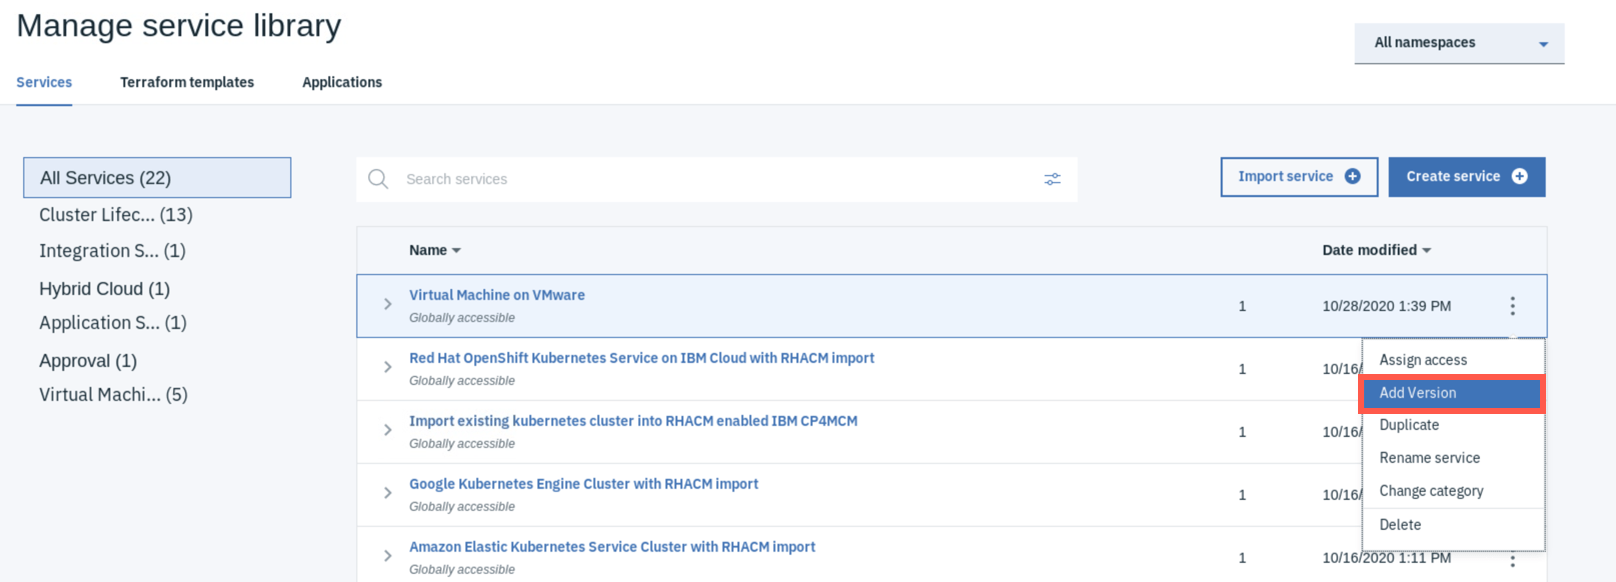 Manage service library
All namespaces
Services
Terraform templates
Applications
All Services (22)
Cluster Lifec... (13)
Integration S... (1)
Hybrid Cloud (1)
Application S... (1)
Approval (1)
Virtual Machi... (5)
Search services
Import service
Create service
Name
Date modified
Virtual Machine on VMware
Globally accessible
1
10/28/2020 1:39 PM
Red Hat OpenShift Kubernetes Service on IBM Cloud with RHACM import
Globally accessible
1
10/16/
Import existing kubernetes cluster into RHACM enabled IBM CP4MCM
Globally accessible
1
10/16/
Google Kubernetes Engine Cluster with RHACM import
Globally accessible
1
10/16/
Amazon Elastic Kubernetes Service Cluster with RHACM import
Globally accessible
1
10/16/2020 1:11 PM
Assign access
Add Version
Duplicate
Rename service
Change category
Delete